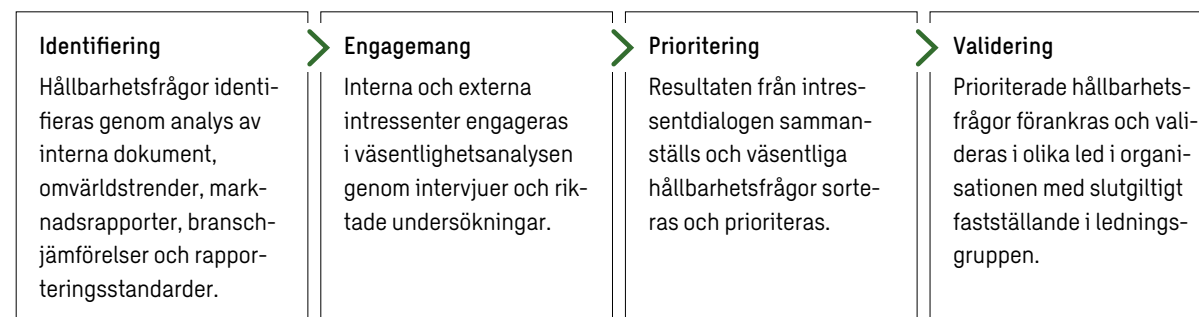 Identifiering
Hållbarhetsfrågor identi-
fieras genom analys av
interna dokument,
omvärldstrender, mark-
nadsrapporter, bransch-
jämförelser och rappor-
teringsstandarder.
Engagemang
Interna och externa
intressenter engageras
i väsentlighetsanalysen
genom intervjuer och rik-
tade undersökningar.
Prioritering
Resultaten från intres-
sentdialogen samman-
ställs och väsentliga
hållbarhetsfrågor sorte-
ras och prioriteras.
Validering
Prioriterade hållbarhets-
frågor förankras och vali-
deras i olika led i organi-
sationen med slutgiltigt
fastställande i lednings-
gruppen.